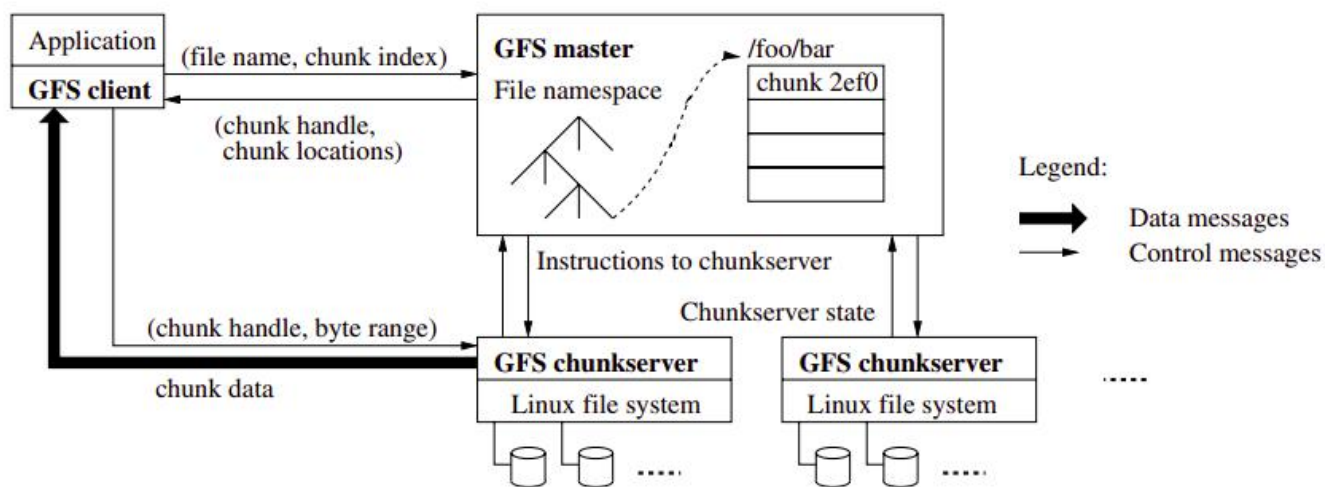 Application
GFS client
(file name, chunk index)
(chunk handle,
chunk locations)
GFS master
File namespace
/foo/bar
chunk 2ef0
Legend:
Data messages
Control messages
Instructions to chunkserver
Chunkserver state
(chunk handle, byte range)
chunk data
GFS chunkserver
Linux file system
GFS chunkserver
Linux file system